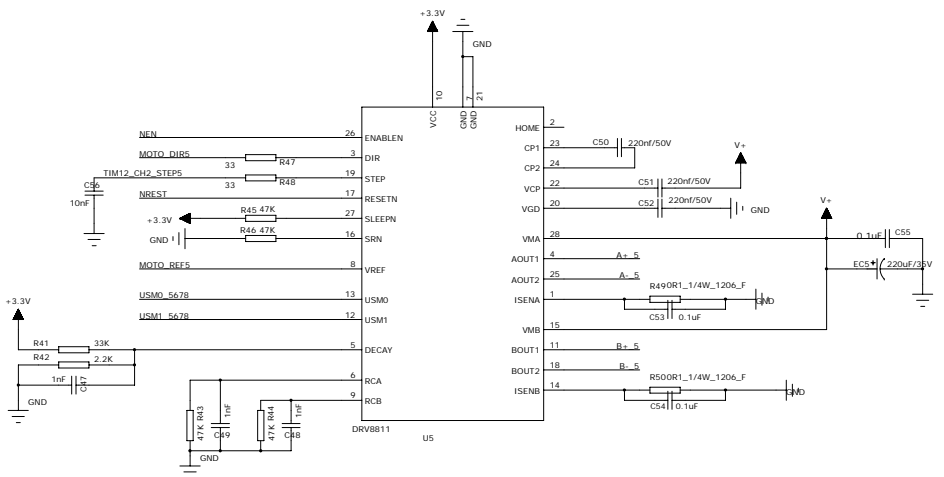 +3.3V
GND
10
7
21
VCC
GND
GND
NEN
26
ENABLEN
HOME
2
MOTO_DIR5
33
R47
3
DIR
CP1
23
C50
220nf/50V
TIM12_CH2_STEP5
33
R48
19
STEP
CP2
24
V+
C56
10nF
NREST
17
RESETN
VCP
22
C51
220nf/50V
+3.3V
R45 47K
27
SLEEPN
VGD
20
C52
220nf/50V
GND
V+
GND
R46 47K
16
SRN
VMA
28
0.1uF
C55
MOTO_REF5
8
VREF
AOUT1
4
A+_5
EC5
220uF/35V
AOUT2
25
A-_5
USM0_5678
13
USM0
ISENA
1
R49
0R1_1/4W_1206_F
GND
C53
0.1uF
USM1_5678
12
USM1
VMB
15
+3.3V
R41
33K
5
DECAY
BOUT1
11
B+_5
R42
2.2K
BOUT2
18
B-_5
1nF
C47
6
RCA
ISENB
14
R50
0R1_1/4W_1206_F
GND
C54
0.1uF
GND
9
RCB
47K R43
1nF
C49
47K R44
1nF
C48
DRV8811
U5
GND